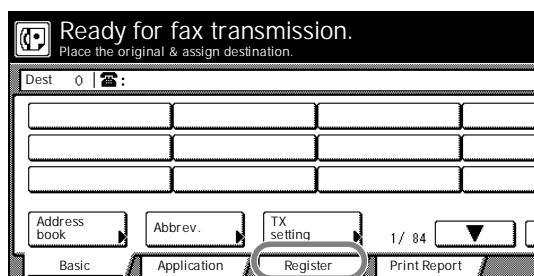 Ready for fax transmission.
Place the original & assign destination.
Dest 0 :
Address
book
Abbrev.
TX
setting
1/ 84
Basic
Application
Register
Print Report